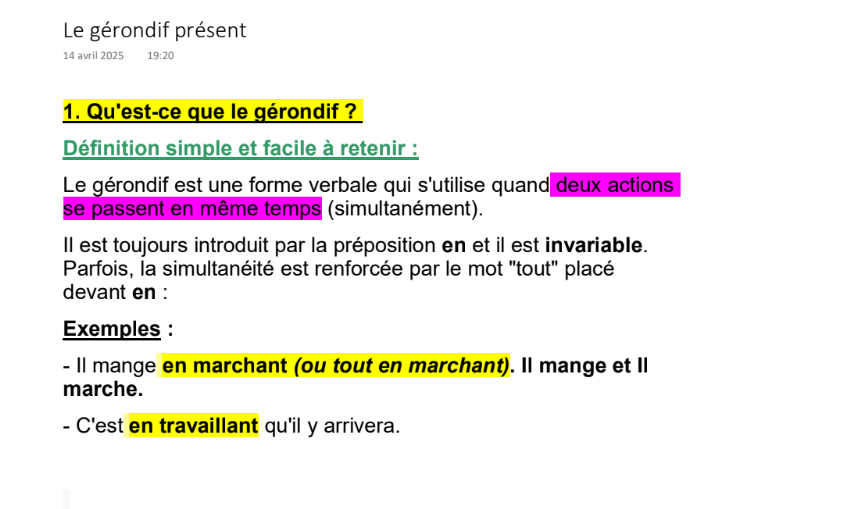 Le gérondif présent
14 avril 2025 19:20
1. Qu'est-ce que le gérondif ?
Définition simple et facile à retenir :
Le gérondif est une forme verbale qui s'utilise quand deux actions
se passent en même temps (simultanément).
Il est toujours introduit par la préposition en et il est invariable.
Parfois, la simultanéité est renforcée par le mot "tout" placé
devant en :
Exemples :
- Il mange en marchant (ou tout en marchant). Il mange et Il
marche.
- C'est en travaillant qu'il y arrivera.